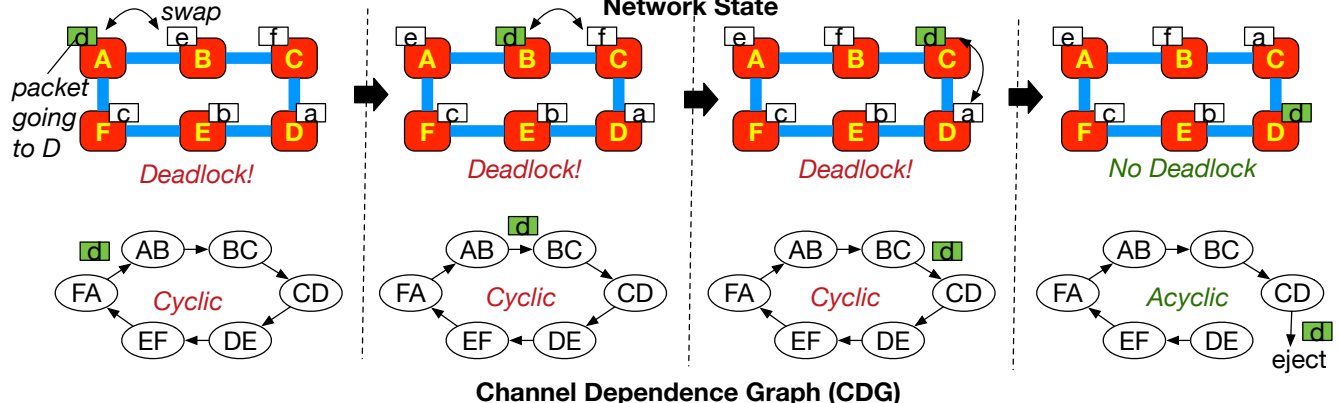 Network State
d swap e f
A B C
packet going to D
c b a
F E D
Deadlock!
e d f
A B C
c b a
F E D
Deadlock!
e f d
A B C
c b a
F E D
Deadlock!
e f a
A B C
c b d
F E D
No Deadlock
d
AB BC
FA Cyclic CD
EF DE
d
AB BC
FA Cyclic CD
EF DE
AB BC d
FA Cyclic CD
EF DE
AB BC
FA Acyclic CD
EF DE d
eject
Channel Dependence Graph (CDG)